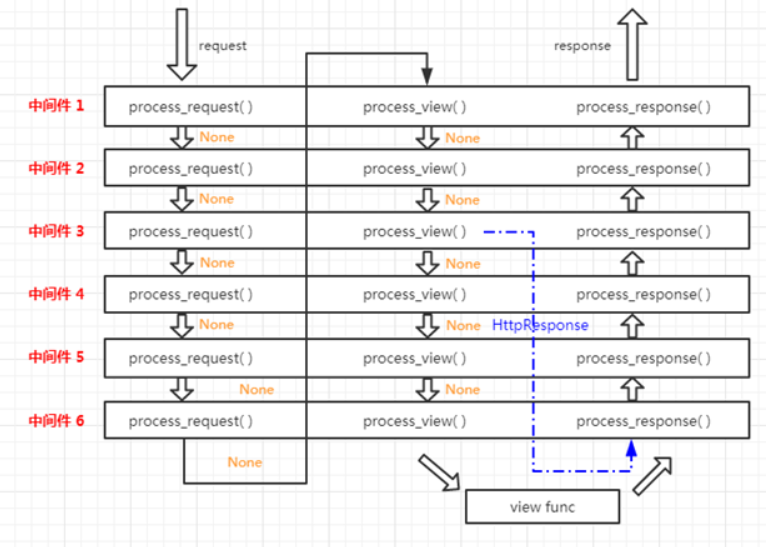 request
response
中间件 1
process_request( )
process_view( )
process_response( )
None
None
中间件 2
process_request( )
process_view( )
process_response( )
None
None
中间件 3
process_request( )
process_view( )
process_response( )
None
None
中间件 4
process_request( )
process_view( )
process_response( )
None
None
HttpResponse
中间件 5
process_request( )
process_view( )
process_response( )
None
None
中间件 6
process_request( )
process_view( )
process_response( )
None
view func